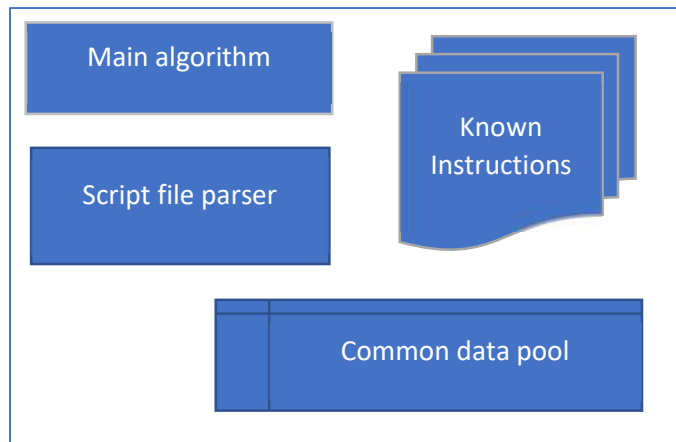 Main algorithm
Known
Instructions
Script file parser
Common data pool